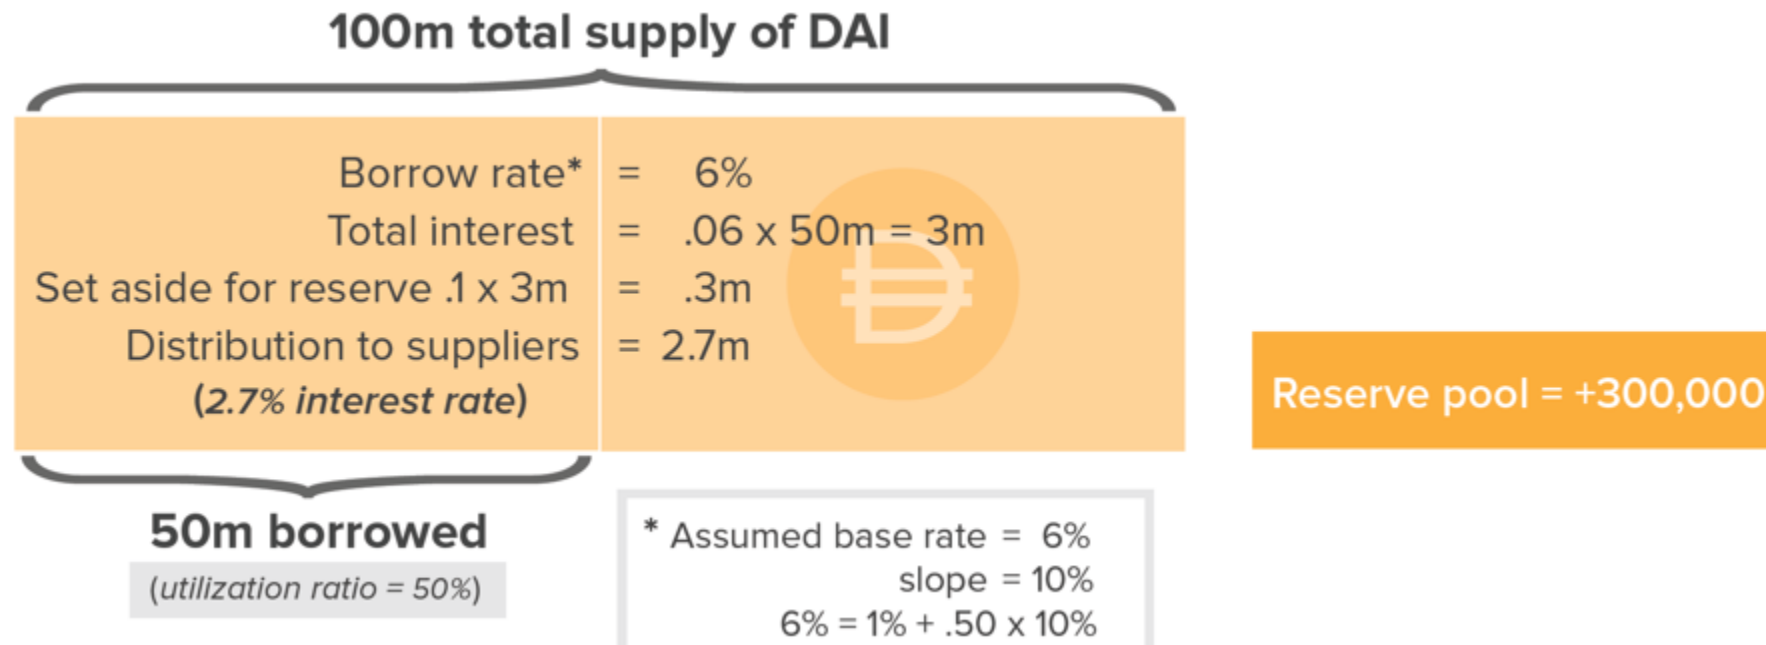 100m total supply of DAI
Borrow rate* = 6%
Total interest = .06 x 50m = 3m
Set aside for reserve .1 x 3m = .3m
Distribution to suppliers = 2.7m
(2.7% interest rate)
Reserve pool = +300,000
50m borrowed
(utilization ratio = 50%)
* Assumed base rate = 6%
slope = 10%
6% = 1% + .50 x 10%